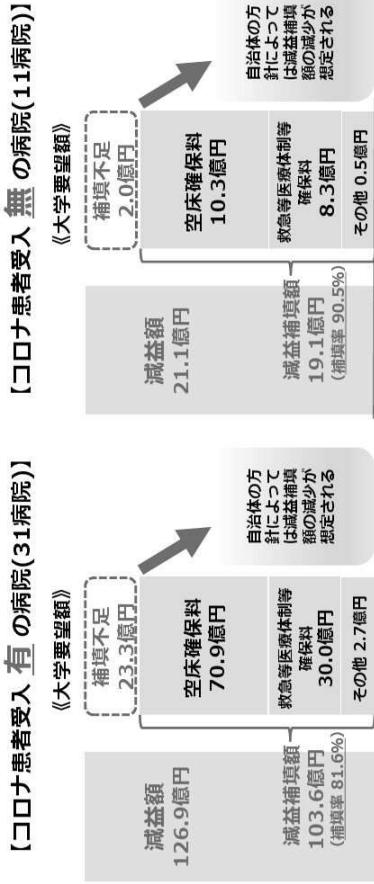 【コロナ患者受入 有 の病院(31病院)】
《大学要望額》
減益額
126.9億円
補填不足
23.3億円
空床確保料
70.9億円
救急等医療体制等
確保料
30.0億円
その他 2.7億円
減益補填額
103.6億円
(補填率 81.6%)
自治体の方
針によって
は減益補填
額の減少が
想定される
【コロナ患者受入 無 の病院(11病院)】
《大学要望額》
減益額
21.1億円
補填不足
2.0億円
空床確保料
10.3億円
救急等医療体制等
確保料
8.3億円
その他 0.5億円
減益補填額
19.1億円
(補填率 90.5%)
自治体の方
針によって
は減益補填
額の減少が
想定される